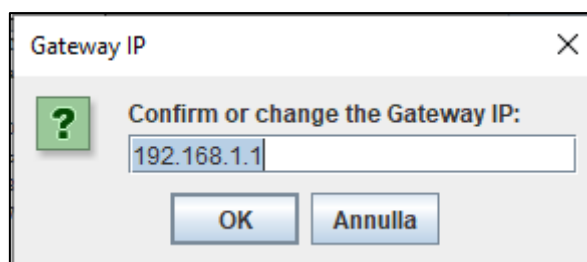 Gateway IP
?
Confirm or change the Gateway IP:
192.168.1.1
OK
Annulla